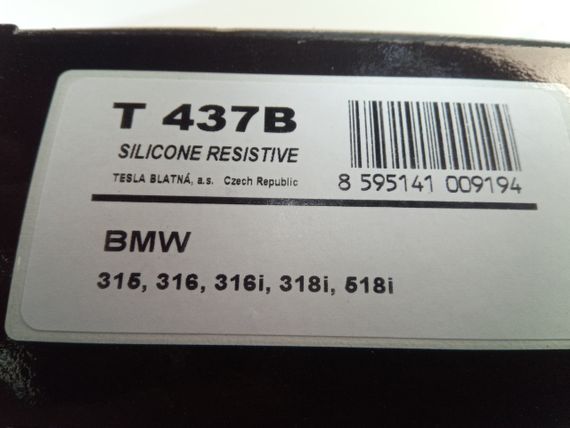 T 437B
SILICONE RESISTIVE
TESLA BLATNÁ, a.s. Czech Republic
8 595141 009194
BMW
315, 316, 316i, 318i, 518i